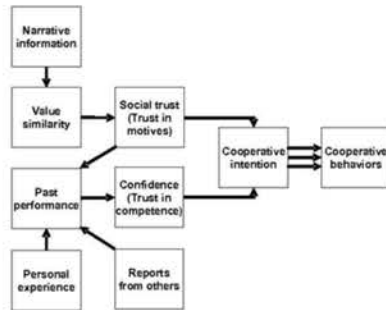 Narrative
information
Value
similarity
Social trust
(Trust in
motives)
Cooperative
intention
Cooperative
behaviors
Past
performance
Confidence
(Trust in
competence)
Personal
experience
Reports
from others